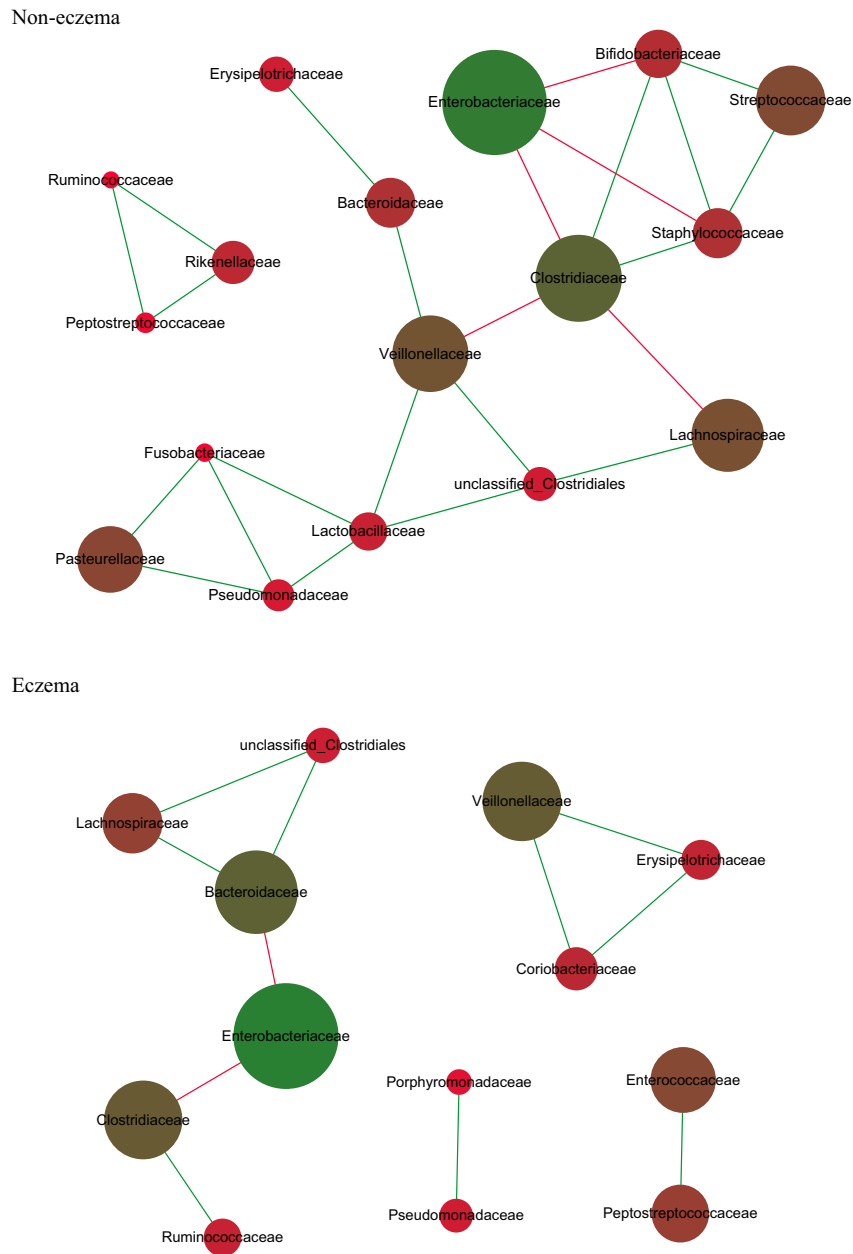 Non-eczema
Bifidobacteriaceae
Erysipelotrichaceae
Enterobacteriaceae
Streptococcaceae
Ruminococcaceae
Bacteroidaceae
Staphylococcaceae
Rikenellaceae
Clostridiaceae
Peptostreptococcaceae
Veillonellaceae
Lachnospiraceae
Fusobacteriaceae
unclassified_Clostridiales
Lactobacillaceae
Pasteurellaceae
Pseudomonadaceae
Eczema
unclassified_Clostridiales
Veillonellaceae
Lachnospiraceae
Erysipelotrichaceae
Bacteroidaceae
Coriobacteriaceae
Enterobacteriaceae
Porphyromonadaceae
Enterococcaceae
Clostridiaceae
Pseudomonadaceae
Peptostreptococcaceae
Ruminococcaceae